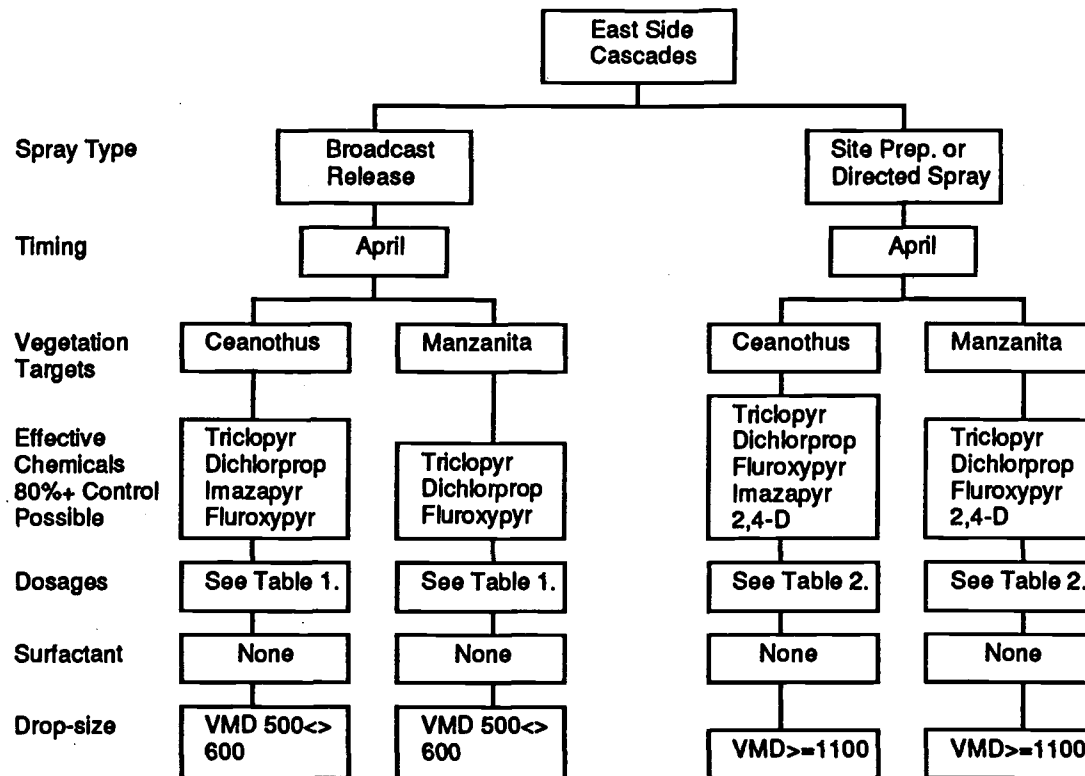 East Side
Cascades
Spray Type
Broadcast
Release
Site Prep. or
Directed Spray
Timing
April
April
Vegetation
Targets
Ceanothus
Manzanita
Ceanothus
Manzanita
Effective
Chemicals
80%+ Control
Possible
Triclopyr
Dichlorprop
Imazapyr
Fluroxypyr
Triclopyr
Dichlorprop
Fluroxypyr
Triclopyr
Dichlorprop
Fluroxypyr
Imazapyr
2,4-D
Triclopyr
Dichlorprop
Fluroxypyr
2,4-D
Dosages
See Table 1.
See Table 1.
See Table 2.
See Table 2.
Surfactant
None
None
None
None
Drop-size
VMD 500<>
600
VMD 500<>
600
VMD>=1100
VMD>=1100